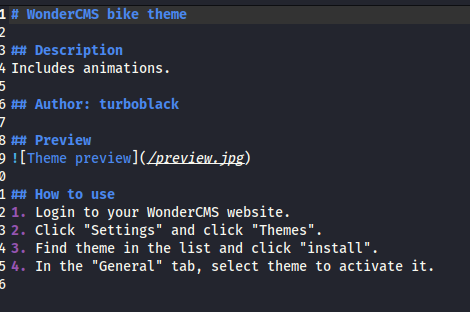 1 # WonderCMS bike theme
2
3 ## Description
4 Includes animations.
5
6 ## Author: turboblack
7
8 ## Preview
9 ![Theme preview](/preview.jpg)
0
1 ## How to use
2 1. Login to your WonderCMS website.
3 2. Click "Settings" and click "Themes".
4 3. Find theme in the list and click "install".
5 4. In the "General" tab, select theme to activate it.
6